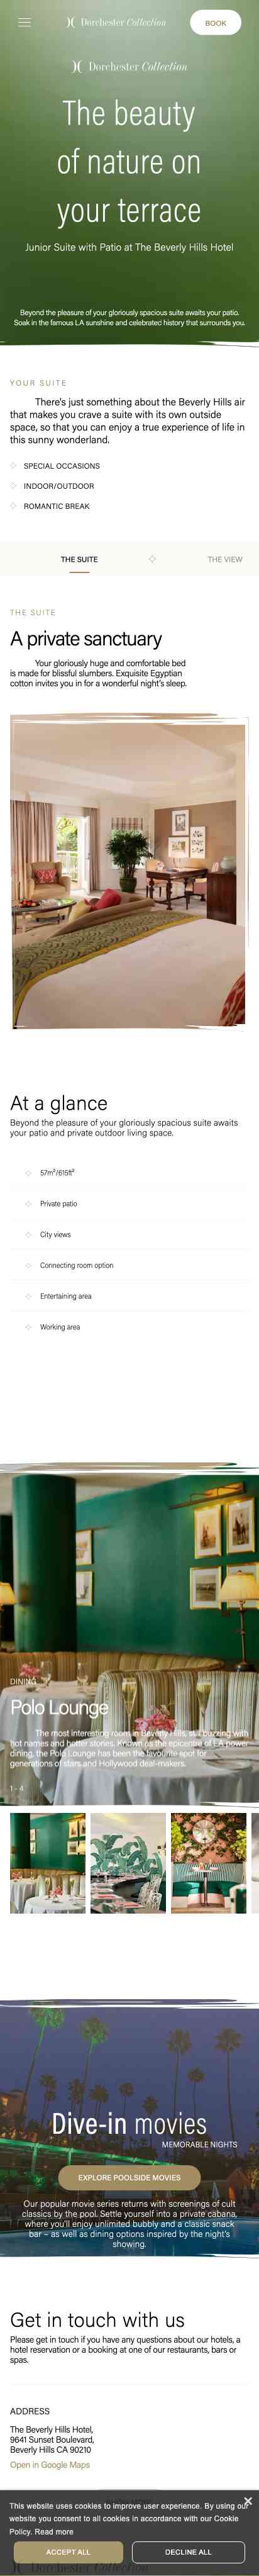 Dorchester Collection
BOOK
Dorchester Collection
The beauty
of nature on
your terrace
Junior Suite with Patio at The Beverly Hills Hotel
Beyond the pleasure of your gloriously spacious suite awaits your patio.
Soak in the famous LA sunshine and celebrated history that surrounds you.
YOUR SUITE
There's just something about the Beverly Hills air
that makes you crave a suite with its own outside
space, so that you can enjoy a true experience of life in
this sunny wonderland.
SPECIAL OCCASIONS
INDOOR/OUTDOOR
ROMANTIC BREAK
THE SUITE
THE VIEW
THE SUITE
A private sanctuary
Your gloriously huge and comfortable bed
is made for blissful slumbers. Exquisite Egyptian
cotton invites you in for a wonderful night's sleep.
At a glance
Beyond the pleasure of your gloriously spacious suite awaits
your patio and private outdoor living space.
57m²/615ft²
Private patio
City views
Connecting room option
Entertaining area
Working area
DINING
Polo Lounge
The most interesting room in Beverly Hills, still buzzing with
hot names and hotter stories. Known as the epicentre of LA power
dining, the Polo Lounge has been the favourite spot for
generations of stars and Hollywood deal-makers.
1 - 4
Dive-in movies
MEMORABLE NIGHTS
EXPLORE POOLSIDE MOVIES
Our popular movie series returns with screenings of cult
classics by the pool. Settle yourself into a private cabana,
where you'll enjoy unlimited bubbly and a classic snack
bar – as well as dining options inspired by the night's
showing.
Get in touch with us
Please get in touch if you have any questions about our hotels, a
hotel reservation or a booking at one of our restaurants, bars or
spas.
ADDRESS
The Beverly Hills Hotel,
9641 Sunset Boulevard,
Beverly Hills CA 90210
Open in Google Maps
This website uses cookies to improve user experience. By using our
website you consent to all cookies in accordance with our Cookie
Policy. Read more
ACCEPT ALL
DECLINE ALL
Dorchester Collection